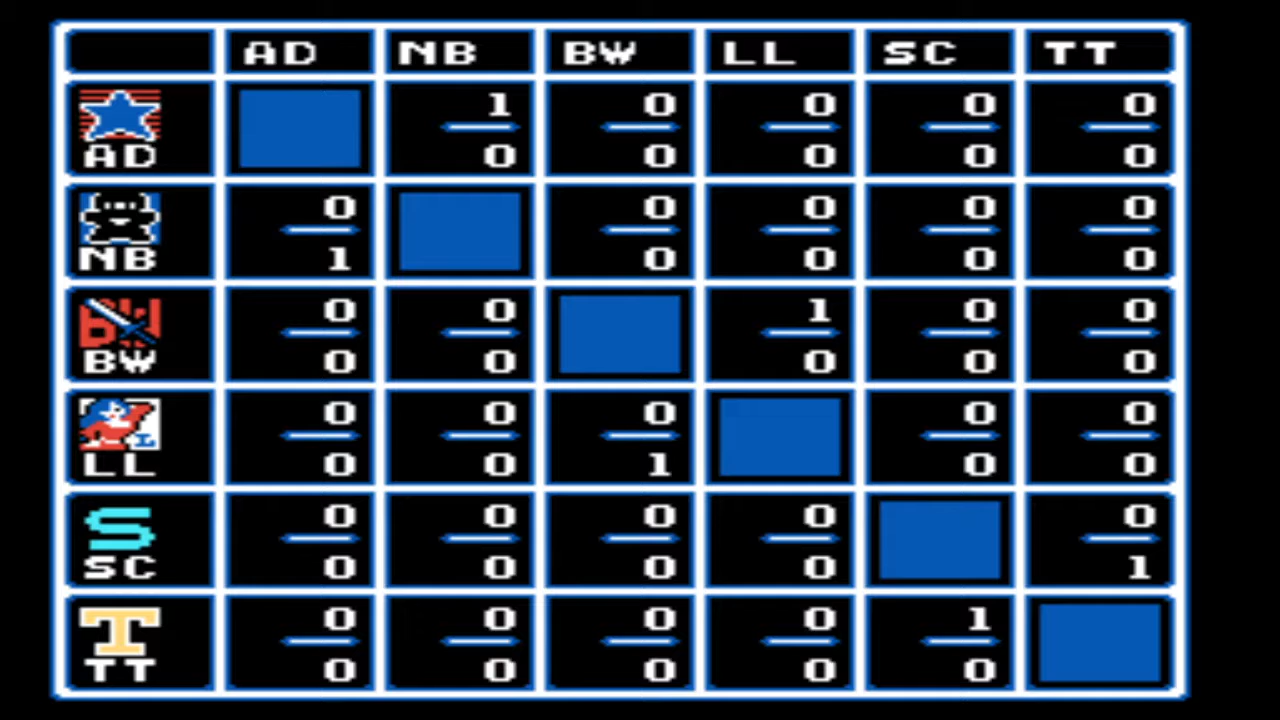 AD NB BW LL SC TT
1 0 0 0 0
AD 0 0 0 0 0
0 0 0 0 0
NB 1 0 0 0 0
BW 0 0 1 0 0
BW 0 0 0 0 0
0 0 0 0 0
L
LL 0 0 1 0 0
S 0 0 0 0 0
SC 0 0 0 0 1
T 0 0 0 0 1
TT 0 0 0 0 0